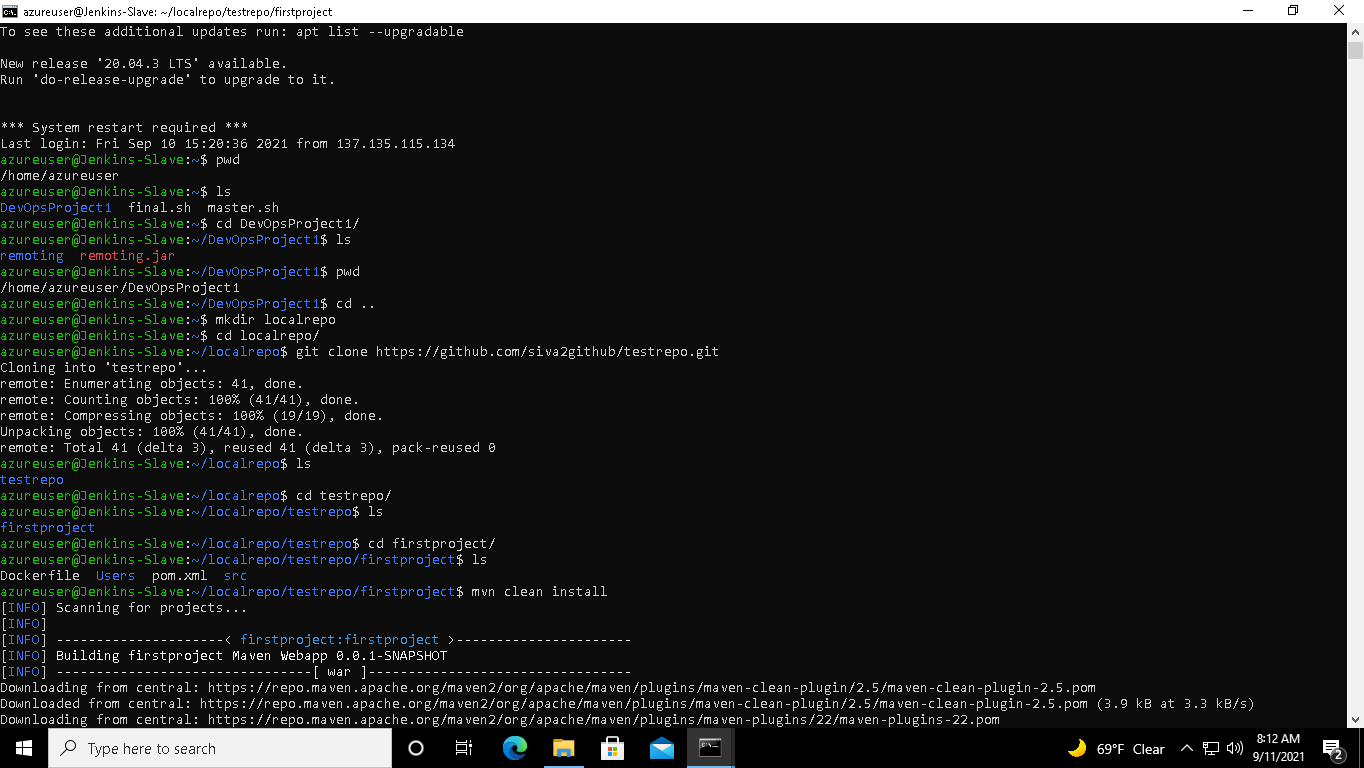 azureuser@Jenkins-Slave: ~/localrepo/testrepo/firstproject
To see these additional updates run: apt list --upgradable
New release '20.04.3 LTS' available.
Run 'do-release-upgrade' to upgrade to it.
*** System restart required ***
Last login: Fri Sep 10 15:20:36 2021 from 137.135.115.134
azureuser@Jenkins-Slave:~$ pwd
/home/azureuser
azureuser@Jenkins-Slave:~$ ls
DevOpsProject1  final.sh  master.sh
azureuser@Jenkins-Slave:~$ cd DevOpsProject1/
azureuser@Jenkins-Slave:~/DevOpsProject1$ ls
remoting  remoting.jar
azureuser@Jenkins-Slave:~/DevOpsProject1$ pwd
/home/azureuser/DevOpsProject1
azureuser@Jenkins-Slave:~/DevOpsProject1$ cd ..
azureuser@Jenkins-Slave:~$ mkdir localrepo
azureuser@Jenkins-Slave:~$ cd localrepo/
azureuser@Jenkins-Slave:~/localrepo$ git clone https://github.com/siva2github/testrepo.git
Cloning into 'testrepo'...
remote: Enumerating objects: 41, done.
remote: Counting objects: 100% (41/41), done.
remote: Compressing objects: 100% (19/19), done.
Unpacking objects: 100% (41/41), done.
remote: Total 41 (delta 3), reused 41 (delta 3), pack-reused 0
azureuser@Jenkins-Slave:~/localrepo$ ls
testrepo
azureuser@Jenkins-Slave:~/localrepo$ cd testrepo/
azureuser@Jenkins-Slave:~/localrepo/testrepo$ ls
firstproject
azureuser@Jenkins-Slave:~/localrepo/testrepo$ cd firstproject/
azureuser@Jenkins-Slave:~/localrepo/testrepo/firstproject$ ls
Dockerfile  Users  pom.xml  src
azureuser@Jenkins-Slave:~/localrepo/testrepo/firstproject$ mvn clean install
[INFO] Scanning for projects...
[INFO]
[INFO] ---------------------< firstproject:firstproject >----------------------
[INFO] Building firstproject Maven Webapp 0.0.1-SNAPSHOT
[INFO] --------------------------------[ war ]---------------------------------
Downloading from central: https://repo.maven.apache.org/maven2/org/apache/maven/plugins/maven-clean-plugin/2.5/maven-clean-plugin-2.5.pom
Downloaded from central: https://repo.maven.apache.org/maven2/org/apache/maven/plugins/maven-clean-plugin/2.5/maven-clean-plugin-2.5.pom (3.9 kB at 3.3 kB/s)
Downloading from central: https://repo.maven.apache.org/maven2/org/apache/maven/plugins/maven-plugins/22/maven-plugins-22.pom
Type here to search
69°F Clear
8:12 AM
9/11/2021
2